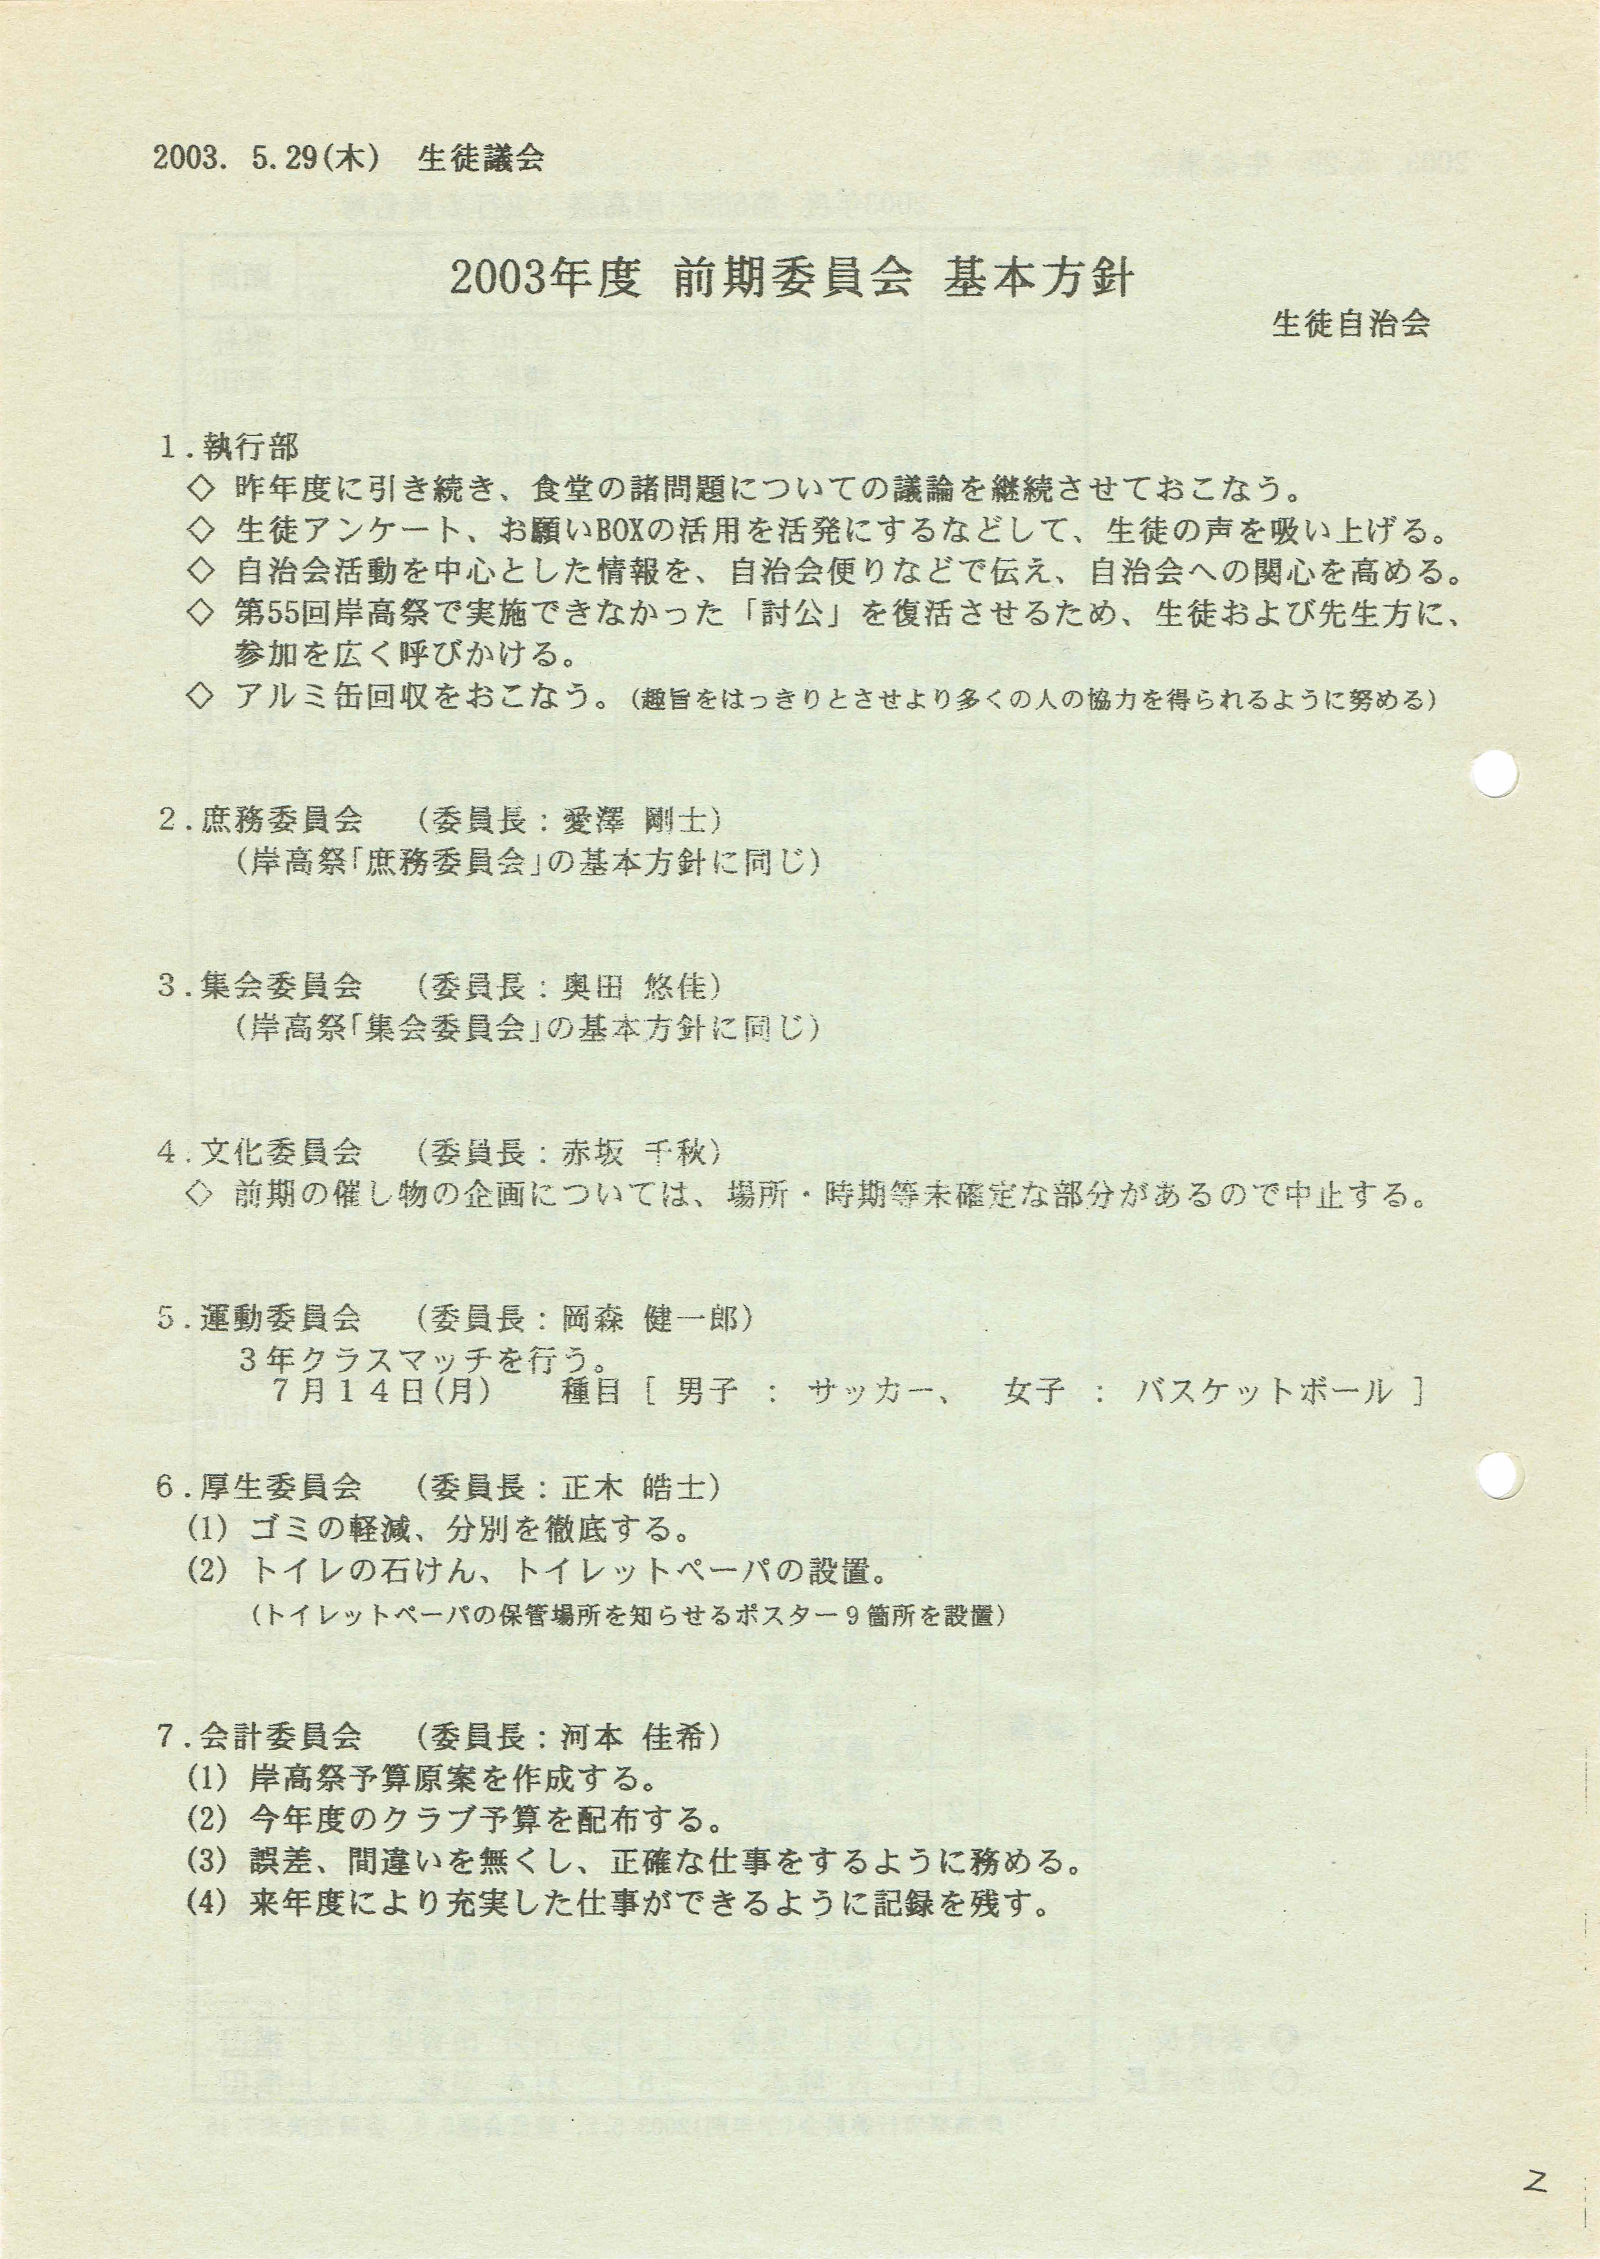 2003. 5.29(木)　生徒議会
2003年度 前期委員会 基本方針
生徒自治会
１.執行部
◇ 昨年度に引き続き、食堂の諸問題についての議論を継続させておこなう。
◇ 生徒アンケート、お願いBOXの活用を活発にするなどして、生徒の声を吸い上げる。
◇ 自治会活動を中心とした情報を、自治会便りなどで伝え、自治会への関心を高める。
◇ 第55回岸高祭で実施できなかった「討公」を復活させるため、生徒および先生方に、
参加を広く呼びかける。
◇ アルミ缶回収をおこなう。(趣旨をはっきりとさせより多くの人の協力を得られるように努める)
２.庶務委員会　(委員長：愛澤 剛士)
(岸高祭｢庶務委員会｣の基本方針に同じ)
３.集会委員会　(委員長：奥田 悠佳)
(岸高祭｢集会委員会｣の基本方針に同じ)
４.文化委員会　(委員長：赤坂 千秋)
◇ 前期の催し物の企画については、場所・時期等未確定な部分があるので中止する。
５.運動委員会　(委員長：岡森 健一郎)
３年クラスマッチを行う。
７月１４日(月)　種目 [ 男子 ： サッカー、　女子 ： バスケットボール ]
６.厚生委員会　(委員長：正木 皓士)
(1) ゴミの軽減、分別を徹底する。
(2) トイレの石けん、トイレットペーパの設置。
(トイレットペーパの保管場所を知らせるポスター９箇所を設置)
７.会計委員会　(委員長：河本 佳希)
(1) 岸高祭予算原案を作成する。
(2) 今年度のクラブ予算を配布する。
(3) 誤差、間違いを無くし、正確な仕事をするように務める。
(4) 来年度により充実した仕事ができるように記録を残す。
2